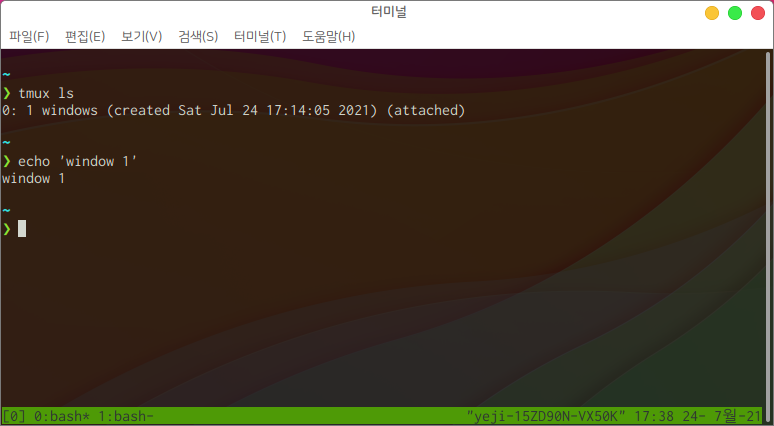 터미널
파일(F) 편집(E) 보기(V) 검색(S) 터미널(T) 도움말(H)
~
❯ tmux ls
0: 1 windows (created Sat Jul 24 17:14:05 2021) (attached)
~
❯ echo 'window 1'
window 1
~
❯
[0] 0:bash* 1:bash- "yeji-15ZD90N-VX50K" 17:38 24- 7월-21